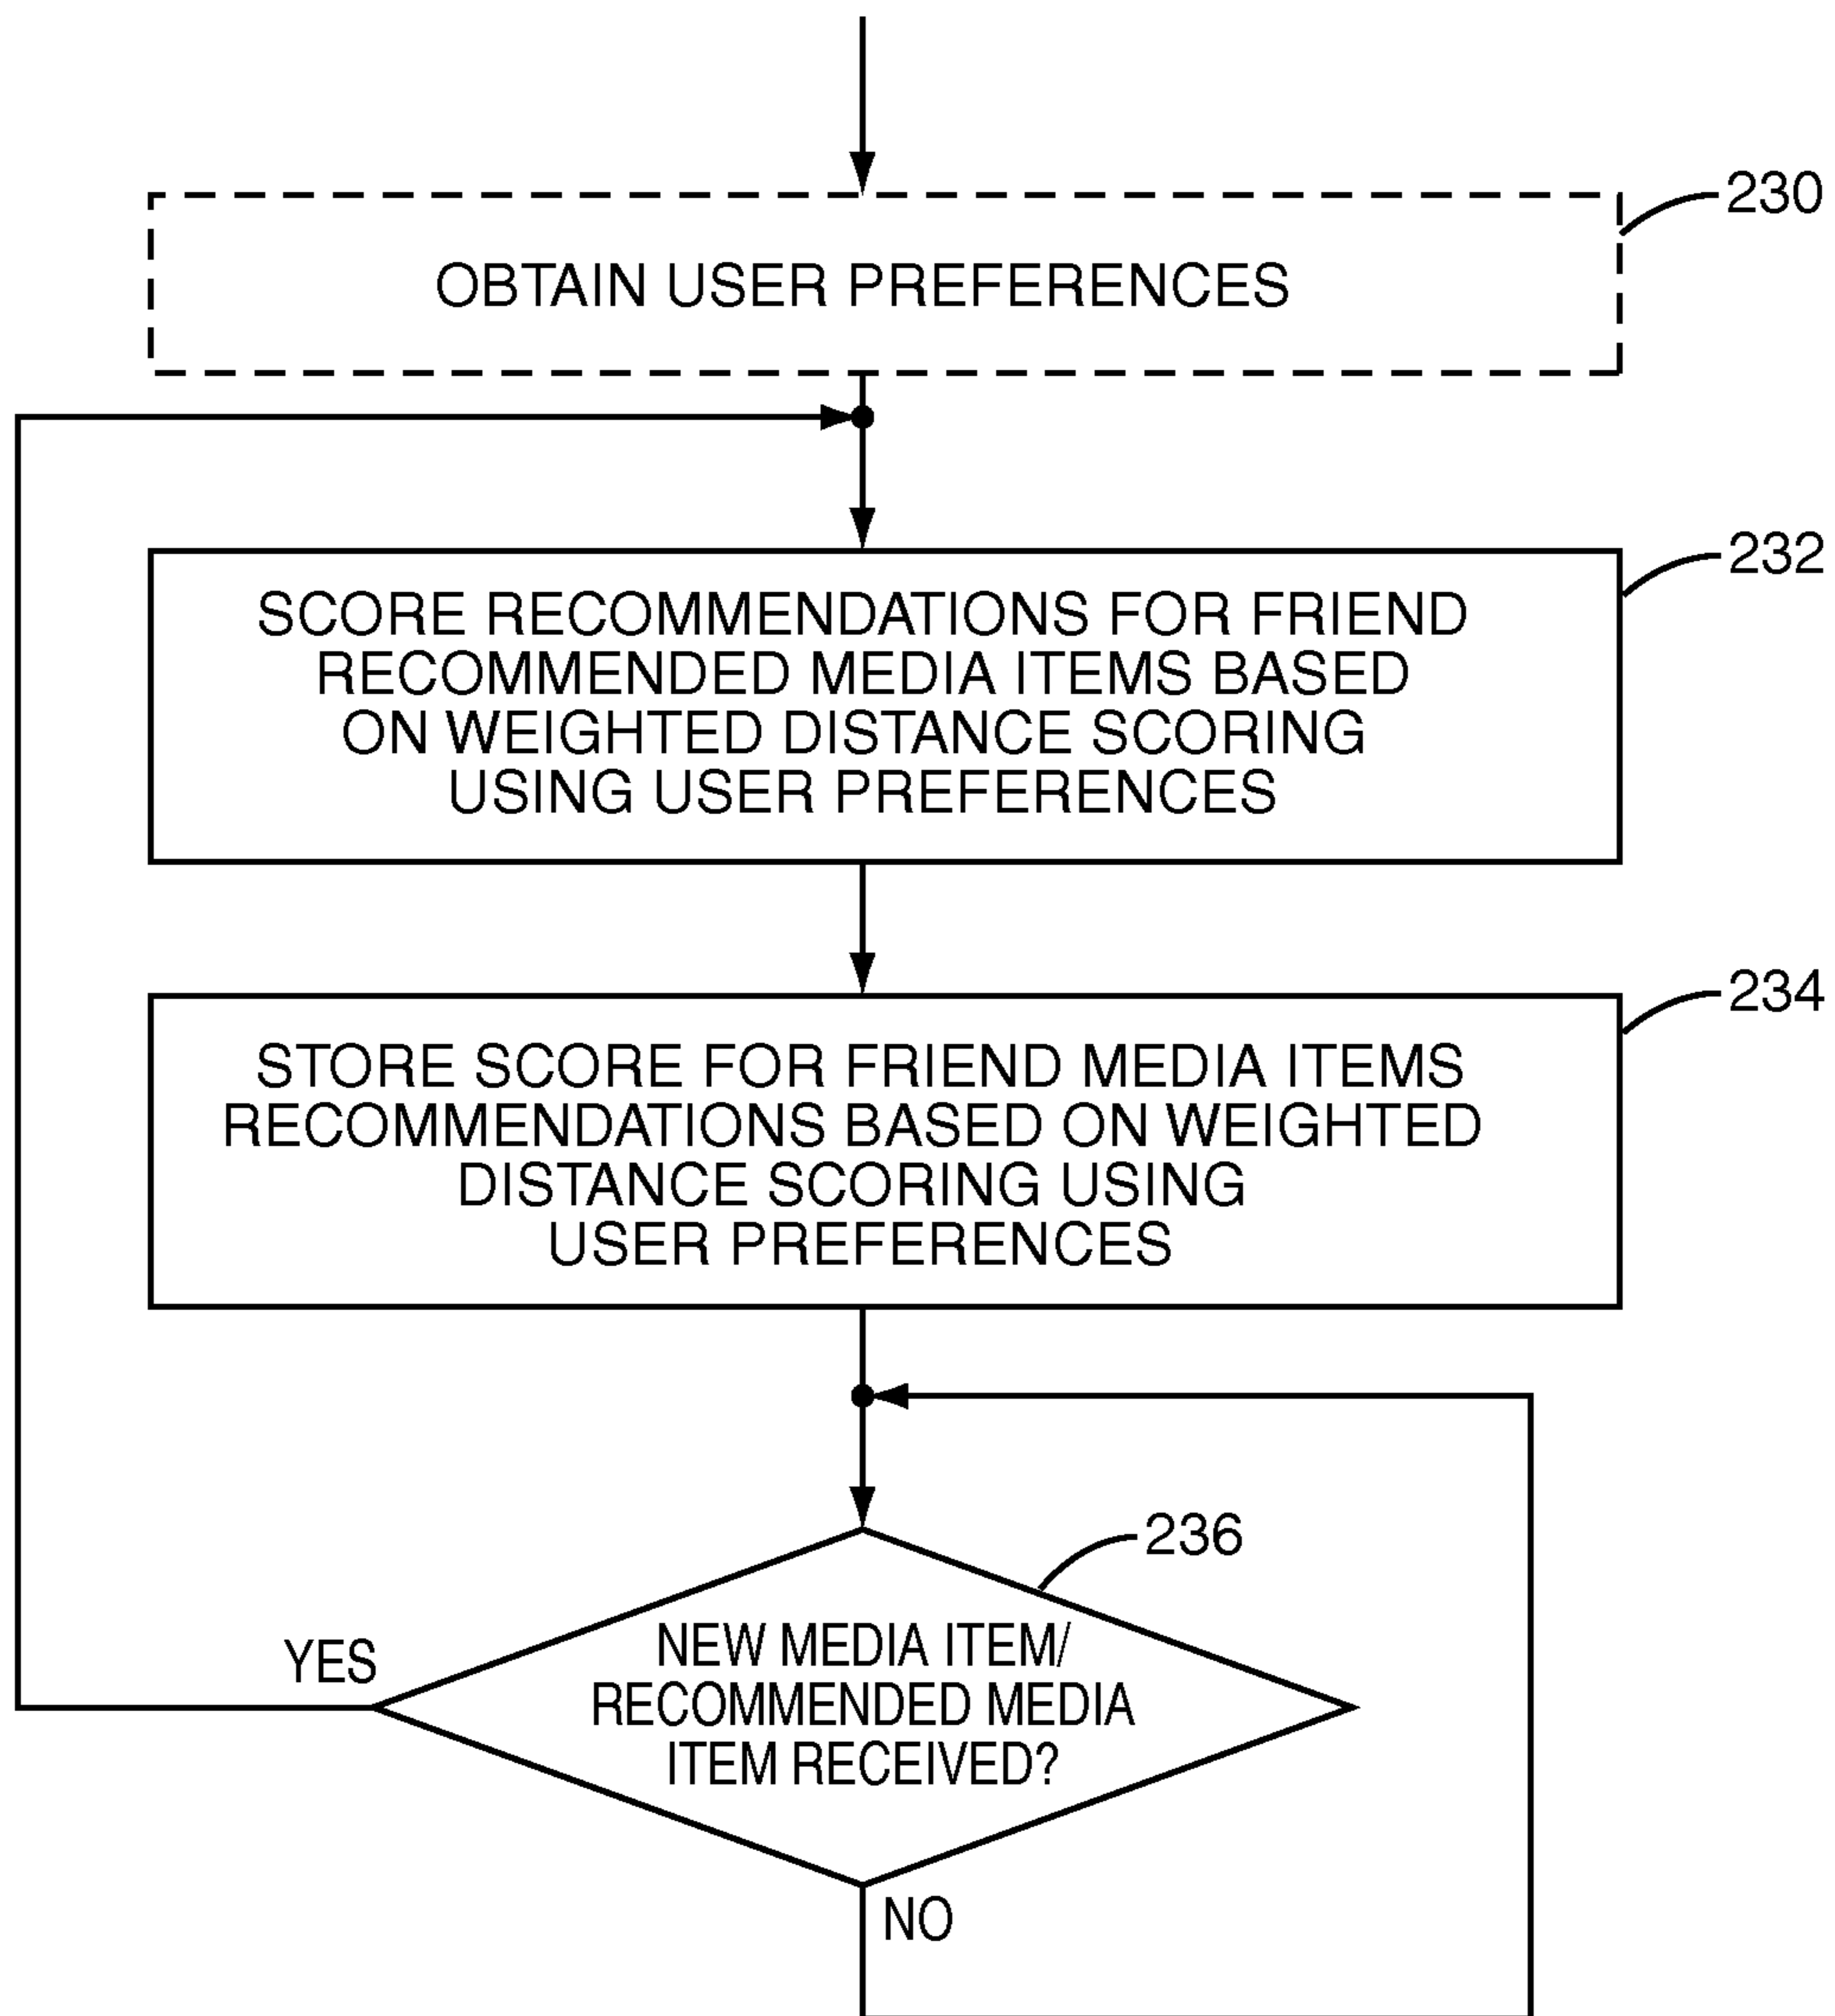 230
OBTAIN USER PREFERENCES
232
SCORE RECOMMENDATIONS FOR FRIEND
RECOMMENDED MEDIA ITEMS BASED
ON WEIGHTED DISTANCE SCORING
USING USER PREFERENCES
234
STORE SCORE FOR FRIEND MEDIA ITEMS
RECOMMENDATIONS BASED ON WEIGHTED
DISTANCE SCORING USING
USER PREFERENCES
236
NEW MEDIA ITEM/
RECOMMENDED MEDIA
ITEM RECEIVED?
YES
NO